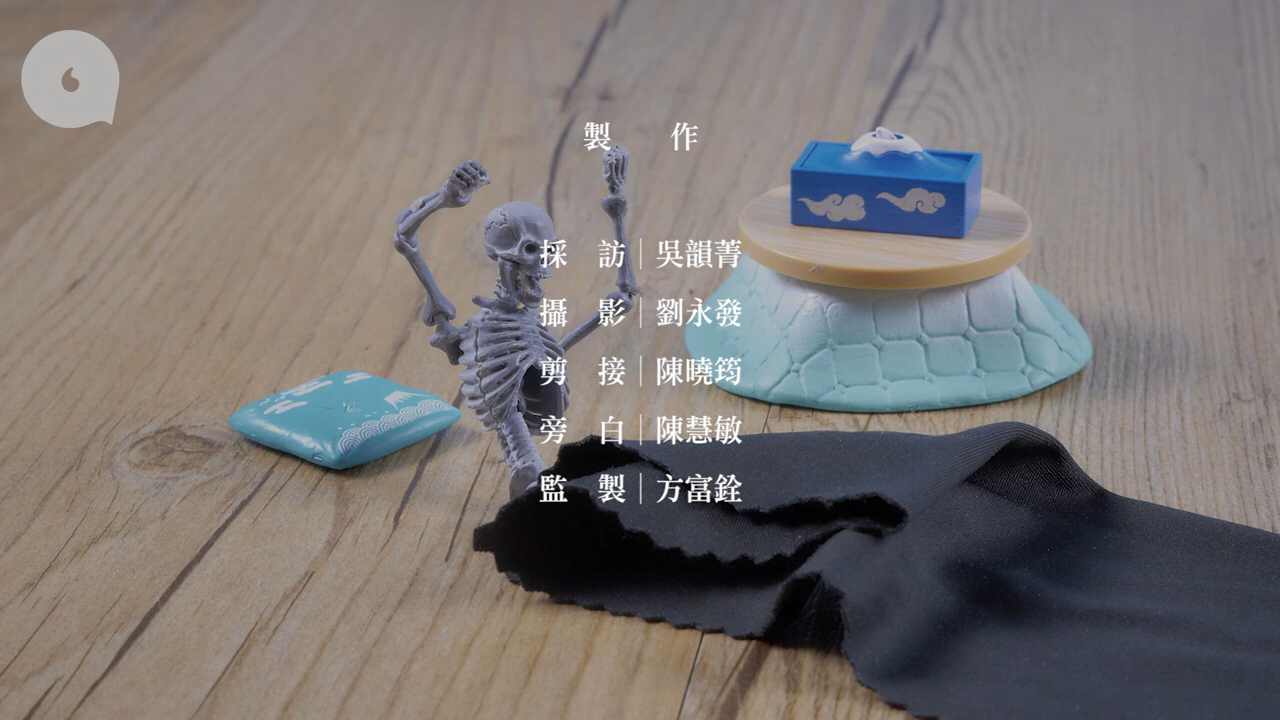 製 作
採 訪｜吳韻菁
攝 影｜劉永發
剪 接｜陳曉筠
旁 白｜陳慧敏
監 製｜方富銓